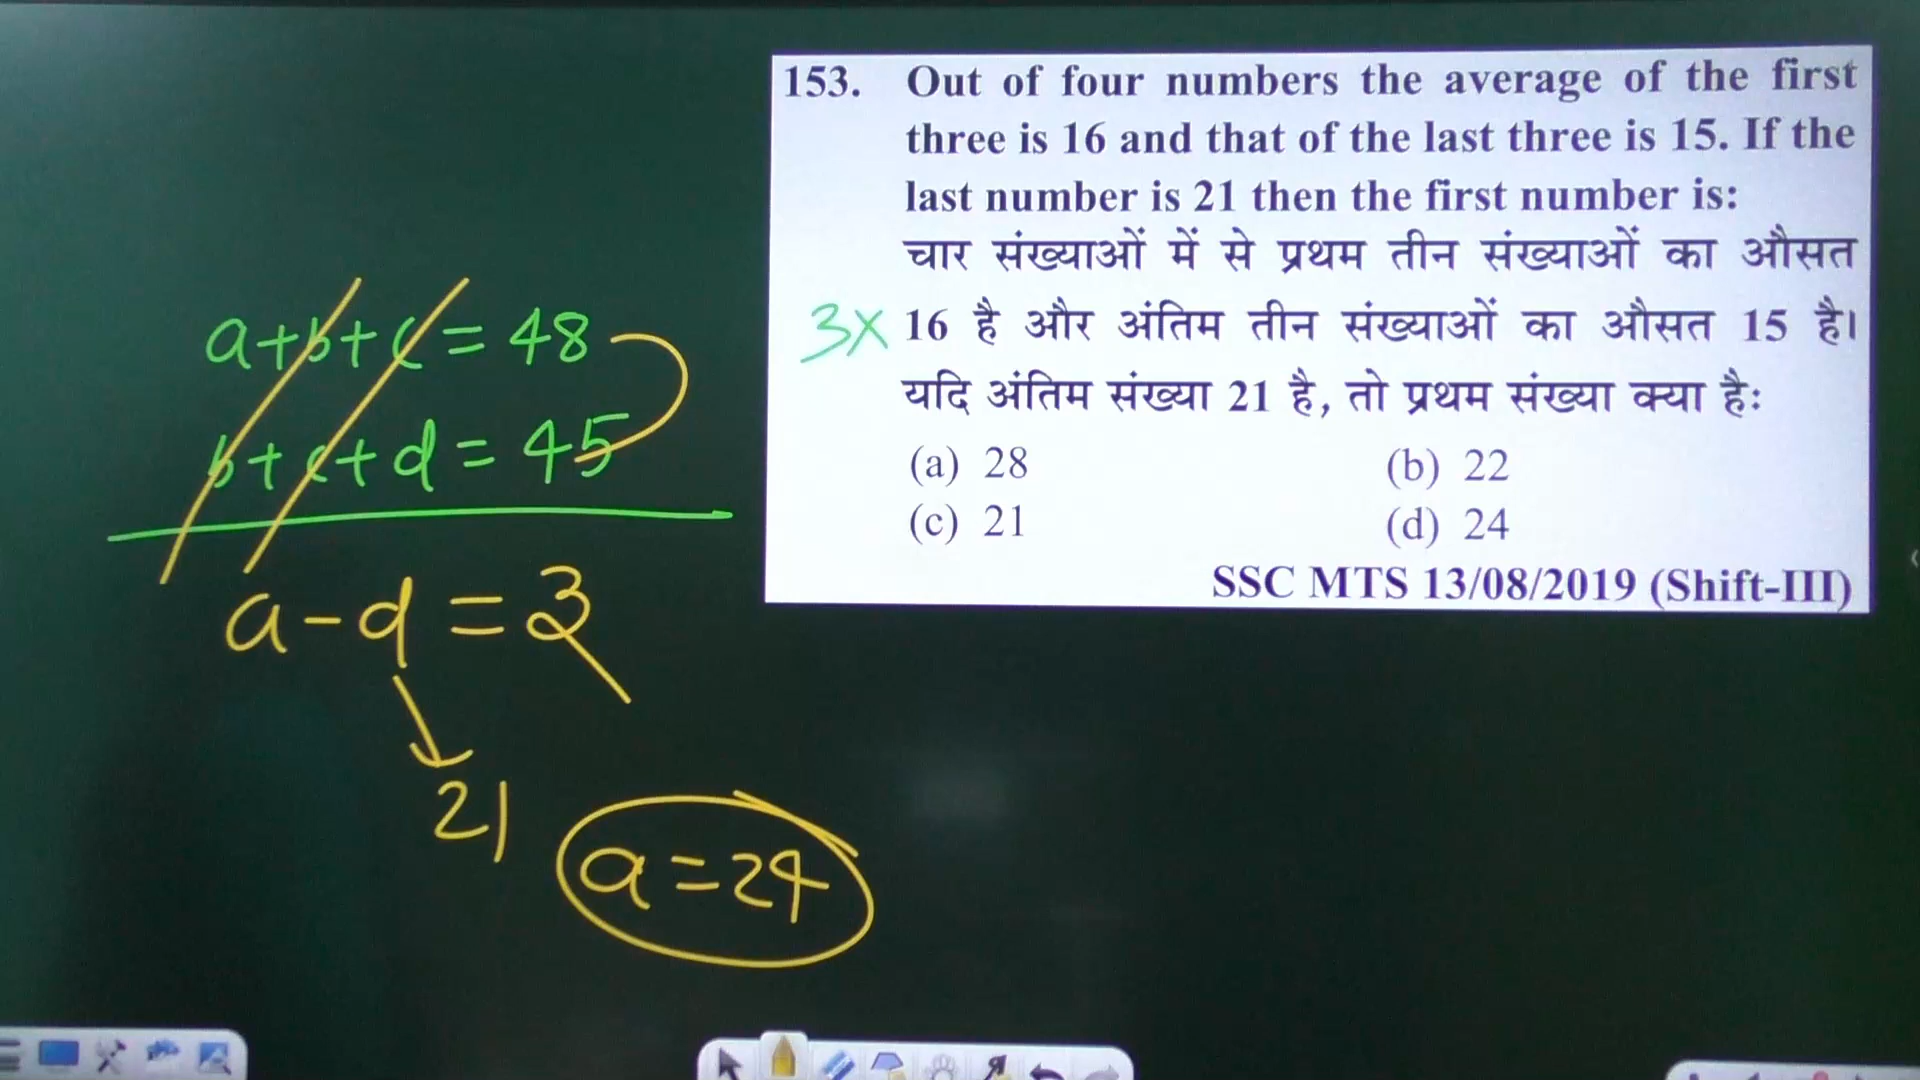 153. Out of four numbers the average of the first
three is 16 and that of the last three is 15. If the
last number is 21 then the first number is:
चार संख्याओं में से प्रथम तीन संख्याओं का औसत
3x 16 है और अंतिम तीन संख्याओं का औसत 15 है।
यदि अंतिम संख्या 21 है, तो प्रथम संख्या क्या है:
(a) 28 (b) 22
(c) 21 (d) 24
SSC MTS 13/08/2019 (Shift-III)
a+b+c = 48
b+c+d = 45
a-d = 3
21
a=24